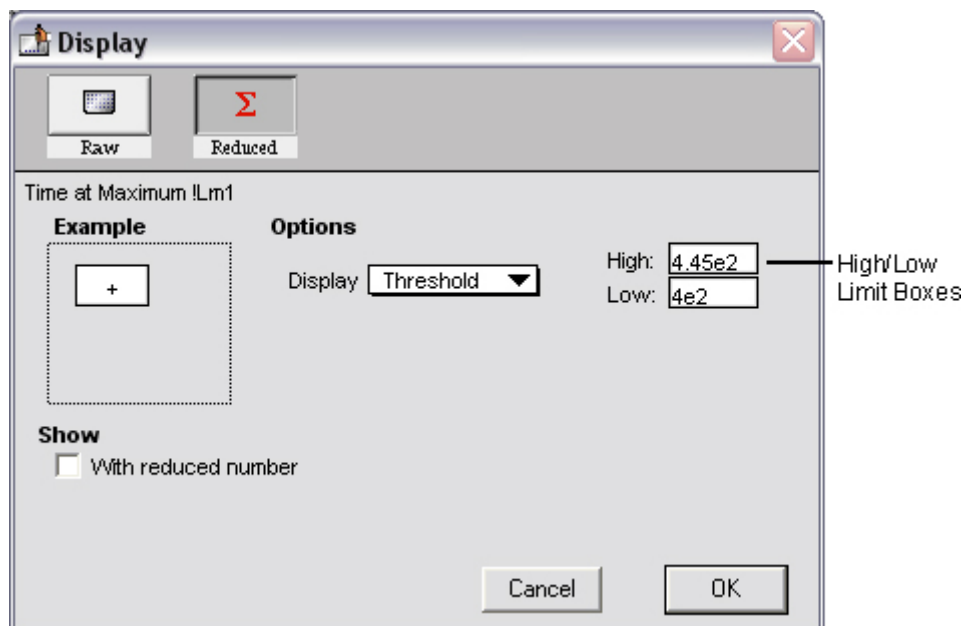 Display
Raw
Reduced
Σ
Time at Maximum !Lm1
Example
+
Options
Display Threshold
High: 4.45e2
Low: 4e2
High/Low
Limit Boxes
Show
With reduced number
Cancel
OK